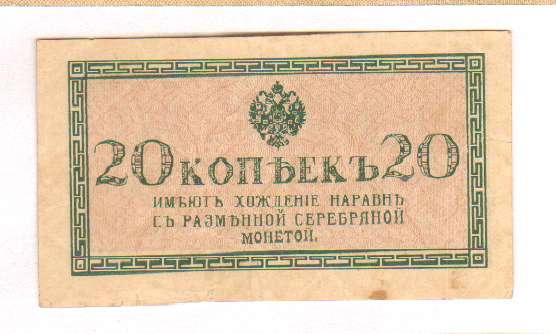 20 КОПѢЕКЪ 20
ИМѢЮТЪ ХОЖДЕНІЕ НАРАВНѢ
СЪ РАЗМѢННОЙ СЕРЕБРЯНОЙ
МОНЕТОЙ.